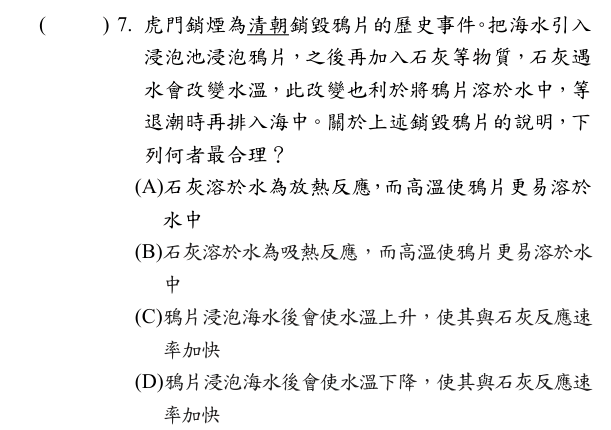 (　　) 7. 虎門銷煙為清朝銷毀鴉片的歷史事件。把海水引入
浸泡池浸泡鴉片，之後再加入石灰等物質，石灰遇
水會改變水溫，此改變也利於將鴉片溶於水中，等
退潮時再排入海中。關於上述銷毀鴉片的說明，下
列何者最合理？
(A)石灰溶於水為放熱反應，而高溫使鴉片更易溶於
水中
(B)石灰溶於水為吸熱反應，而高溫使鴉片更易溶於水
中
(C)鴉片浸泡海水後會使水溫上升，使其與石灰反應速
率加快
(D)鴉片浸泡海水後會使水溫下降，使其與石灰反應速
率加快